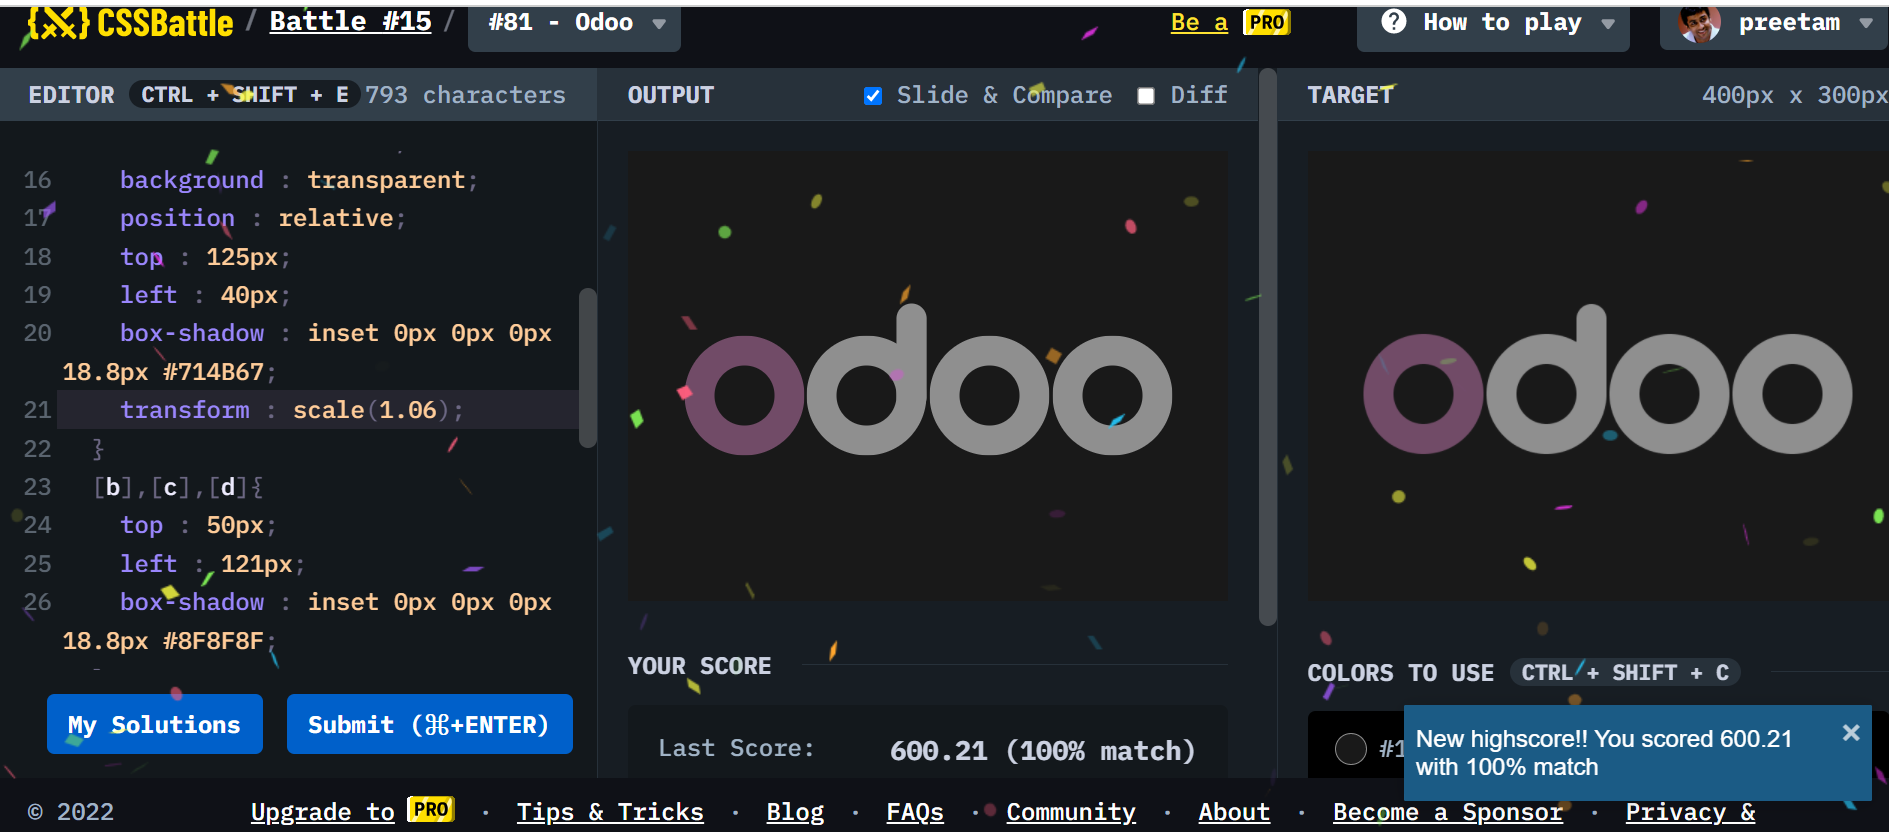 {X} CSSBattle / Battle #15 / #81 - Odoo Be a PRO How to play preetam
EDITOR CTRL + SHIFT + E 793 characters OUTPUT Slide & Compare Diff TARGET 400px x 300px
16 background : transparent;
17 position : relative;
18 top : 125px;
19 left : 40px;
20 box-shadow : inset 0px 0px 0px
18.8px #714B67;
21 transform : scale(1.06);
22 }
23 [b],[c],[d]{
24 top : 50px;
25 left : 121px;
26 box-shadow : inset 0px 0px 0px
18.8px #8F8F8F;
My Solutions Submit (⌘+ENTER)
odoo
YOUR SCORE
Last Score: 600.21 (100% match)
odoo
COLORS TO USE CTRL + SHIFT + C
#1
New highscore!! You scored 600.21
with 100% match
© 2022 Upgrade to PRO · Tips & Tricks · Blog · FAQs · Community · About · Become a Sponsor · Privacy &